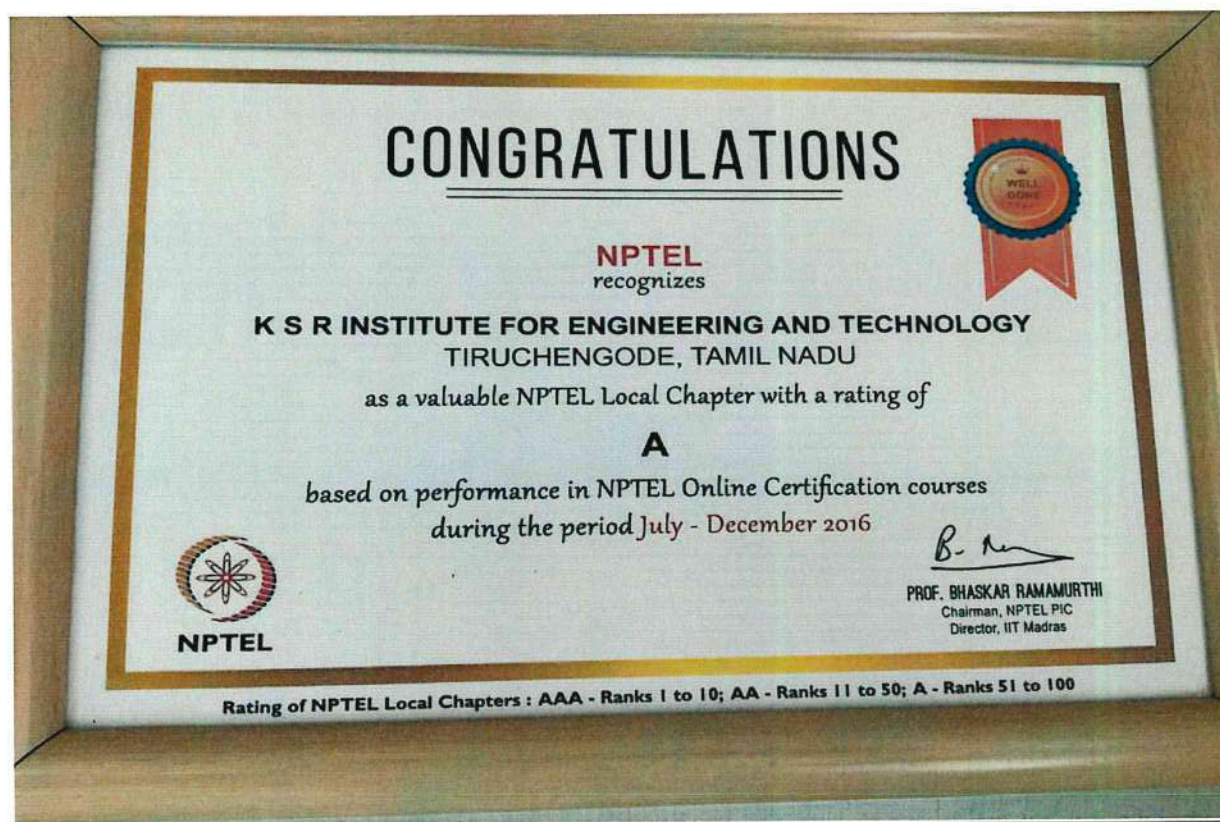 CONGRATULATIONS
WELL
DONE
NPTEL
recognizes
K S R INSTITUTE FOR ENGINEERING AND TECHNOLOGY
TIRUCHENGODE, TAMIL NADU
as a valuable NPTEL Local Chapter with a rating of
A
based on performance in NPTEL Online Certification courses
during the period July - December 2016
PROF. BHASKAR RAMAMURTHI
Chairman, NPTEL PIC
Director, IIT Madras
NPTEL
Rating of NPTEL Local Chapters : AAA - Ranks 1 to 10; AA - Ranks 11 to 50; A - Ranks 51 to 100